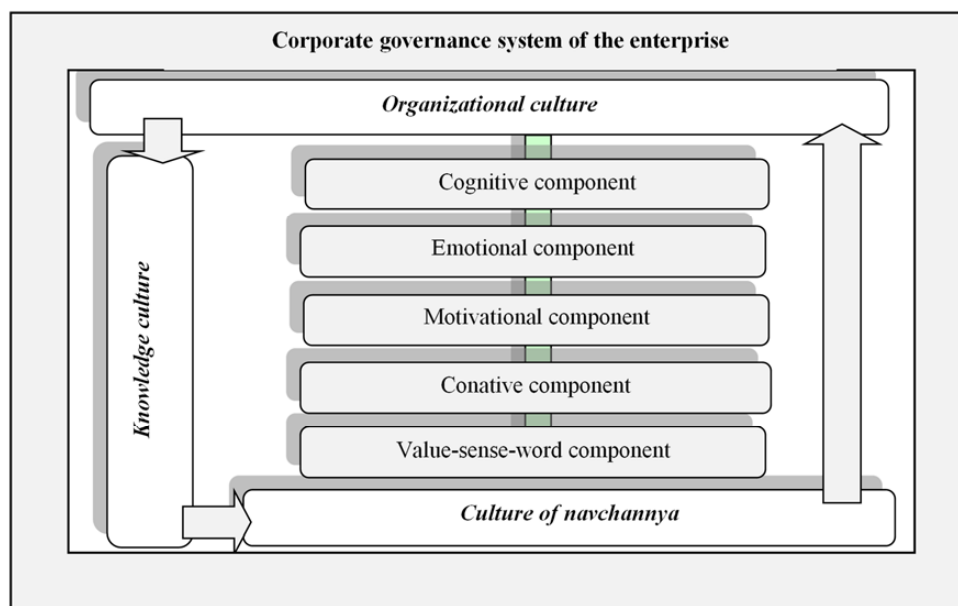 Corporate governance system of the enterprise
Organizational culture
Knowledge culture
Cognitive component
Emotional component
Motivational component
Conative component
Value-sense-word component
Culture of navchannya